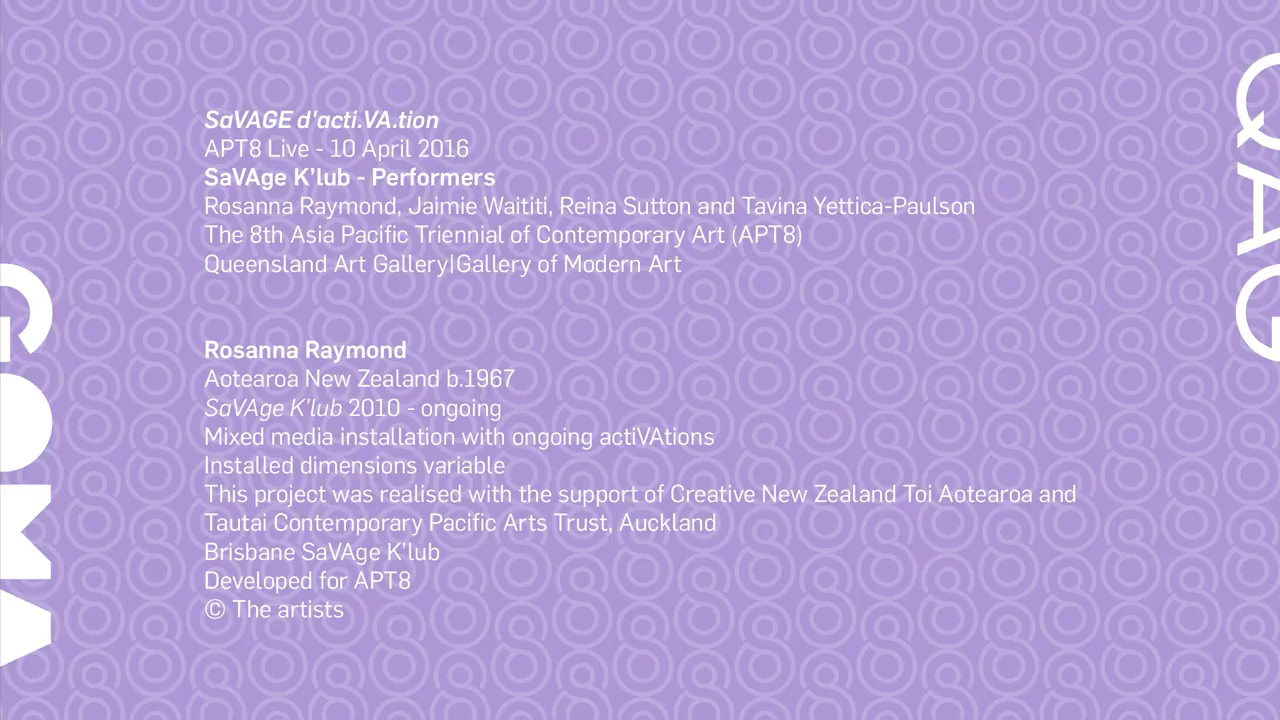 SaVAGE d'acti.VA.tion
APT8 Live - 10 April 2016
SaVAge K’lub - Performers
Rosanna Raymond, Jaimie Waititi, Reina Sutton and Tavina Yettica-Paulson
The 8th Asia Pacific Triennial of Contemporary Art (APT8)
Queensland Art Gallery|Gallery of Modern Art
Rosanna Raymond
Aotearoa New Zealand b.1967
SaVAge K’lub 2010 - ongoing
Mixed media installation with ongoing actiVAtions
Installed dimensions variable
This project was realised with the support of Creative New Zealand Toi Aotearoa and
Tautai Contemporary Pacific Arts Trust, Auckland
Brisbane SaVAge K’lub
Developed for APT8
© The artists
GOMA
QAG